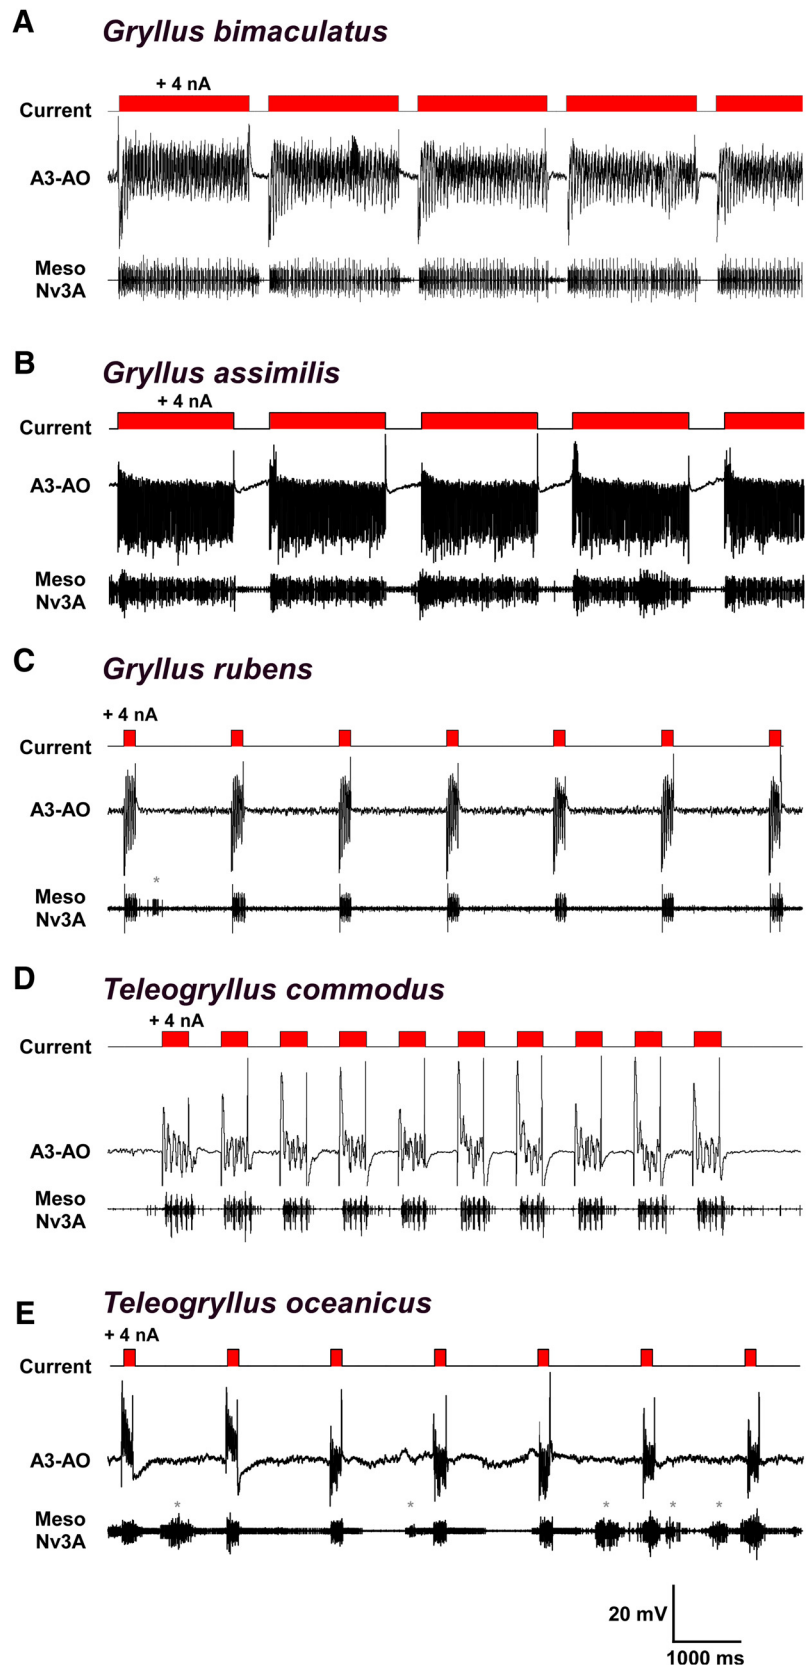 A
Gryllus bimaculatus
+ 4 nA
Current
A3-AO
Meso
Nv3A
B
Gryllus assimilis
+ 4 nA
Current
A3-AO
Meso
Nv3A
C
Gryllus rubens
+ 4 nA
Current
A3-AO
*
Meso
Nv3A
D
Teleogryllus commodus
+ 4 nA
Current
A3-AO
Meso
Nv3A
E
Teleogryllus oceanicus
+ 4 nA
Current
A3-AO
* * * * *
Meso
Nv3A
20 mV
1000 ms